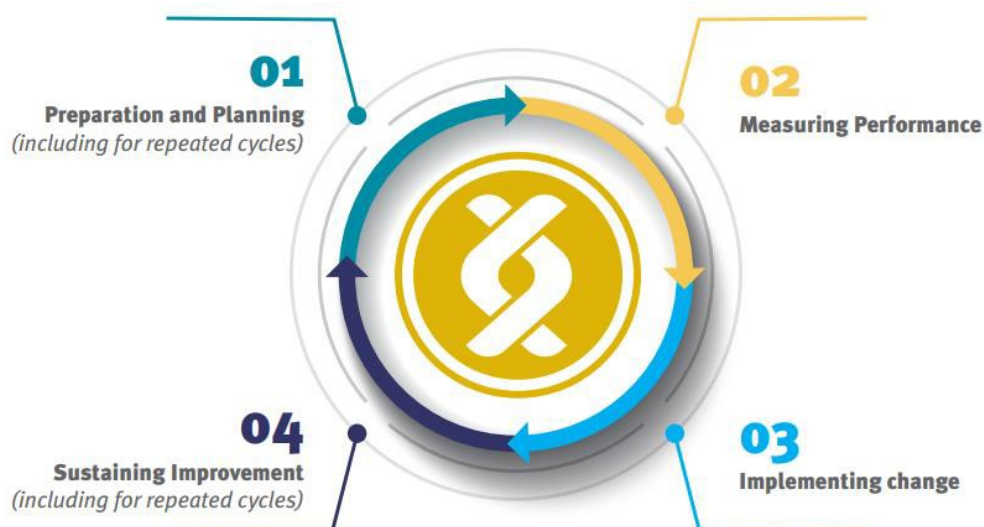 01
Preparation and Planning
(including for repeated cycles)
02
Measuring Performance
03
Implementing change
04
Sustaining Improvement
(including for repeated cycles)